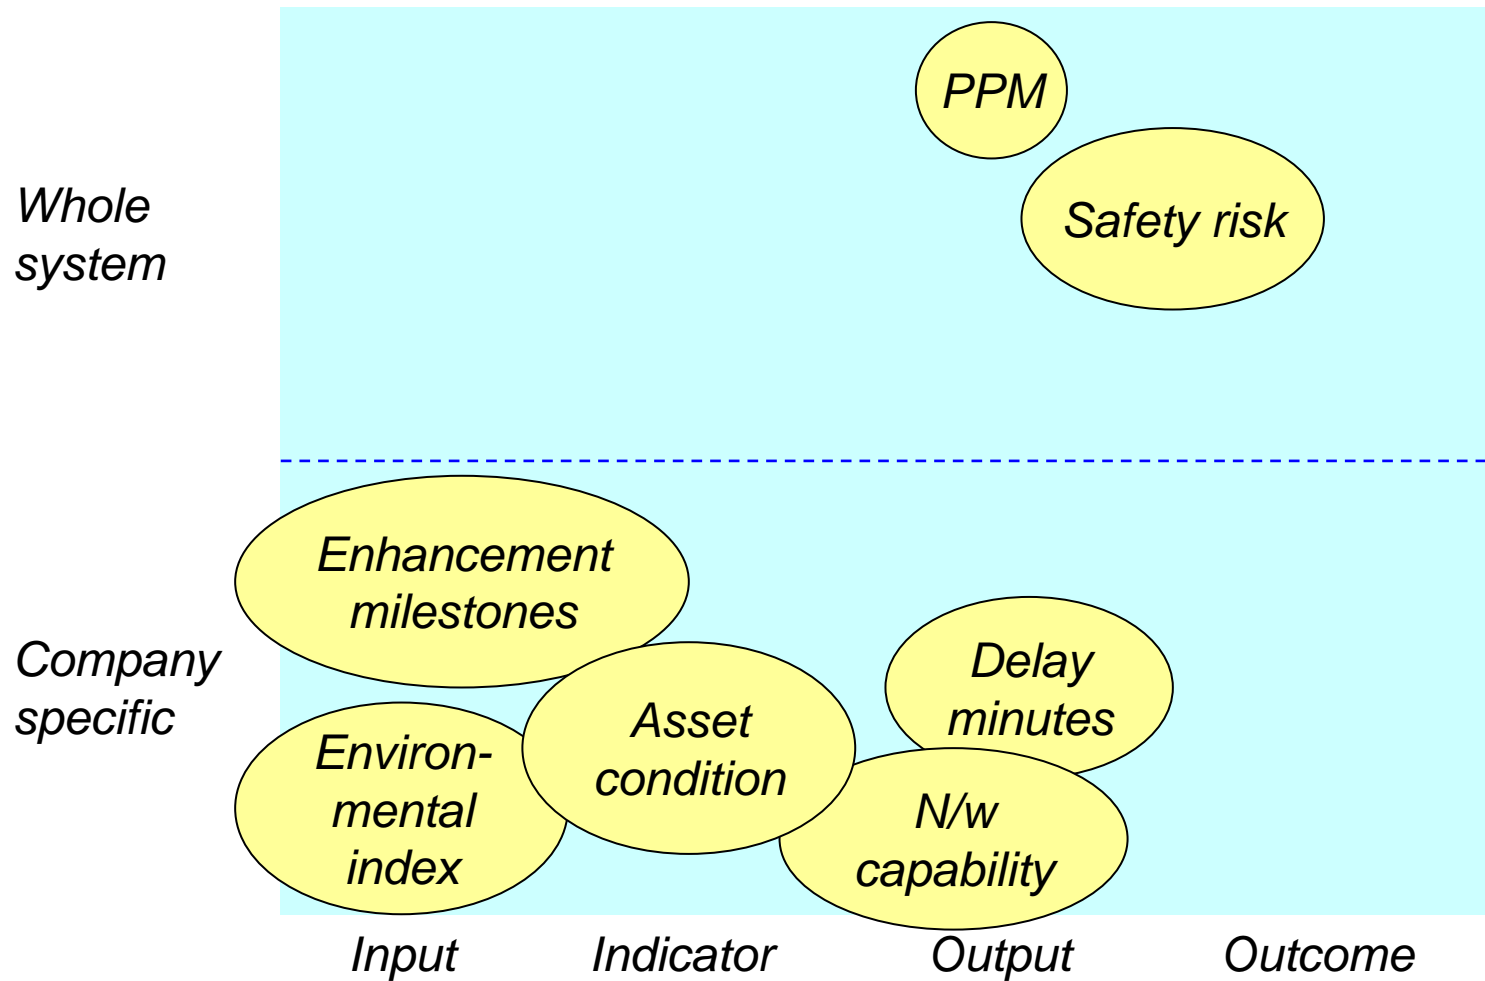 PPM
Safety risk
Whole
system
Enhancement
milestones
Company
specific
Delay
minutes
Asset
condition
Environ-
mental
index
N/w
capability
Input
Indicator
Output
Outcome